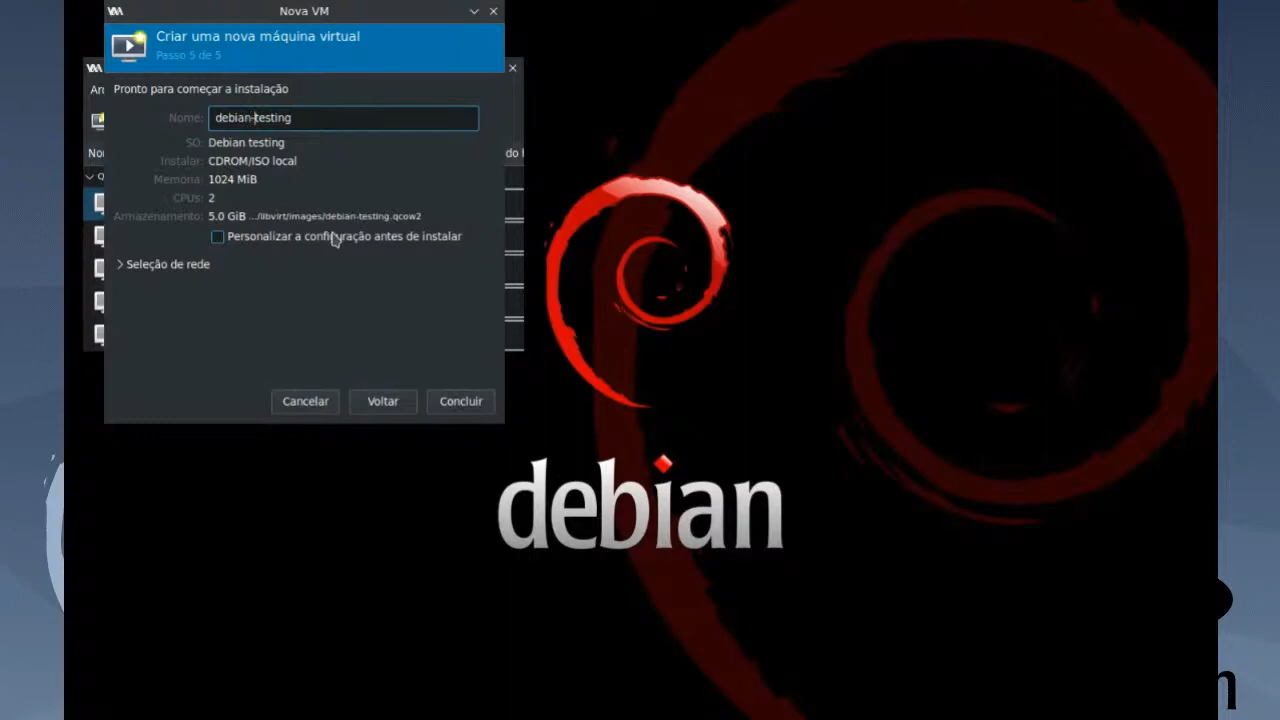 Nova VM
Criar uma nova máquina virtual
Passo 5 de 5
Pronto para começar a instalação
Nome: debian-testing
SO: Debian testing
Instalar: CDROM/ISO local
Memória: 1024 MiB
CPUs: 2
Armazenamento: 5.0 GiB .../libvirt/images/debian-testing.qcow2
Personalizar a configuração antes de instalar
Seleção de rede
Cancelar Voltar Concluir
debian